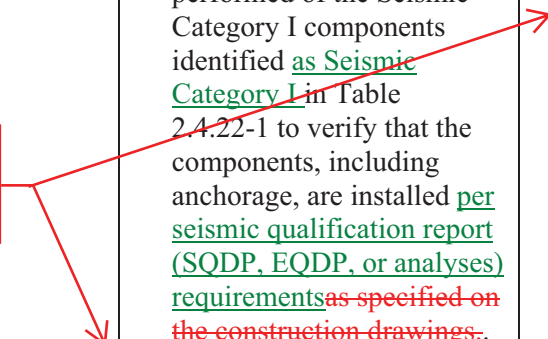 performed of the Seismic
Category I components
identified as Seismic
Category I in Table
2.4.22-1 to verify that the
components, including
anchorage, are installed per
seismic qualification report
(SQDP, EQDP, or analyses)
requirementsas specified on
the construction drawings..